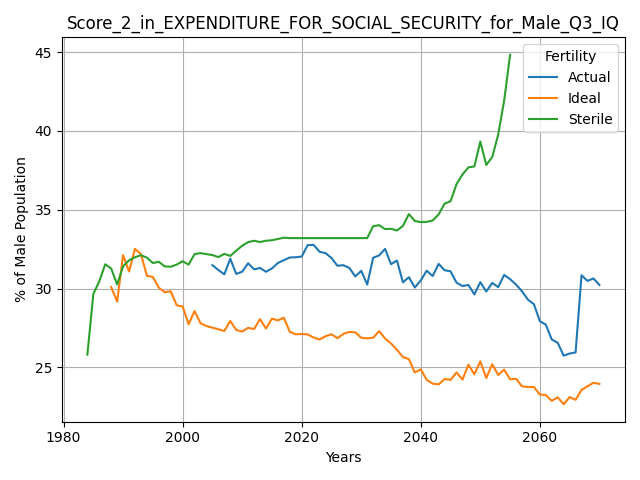 Score_2_in_EXPENDITURE_FOR_SOCIAL_SECURITY_for_Male_Q3_IQ
Fertility
Actual
Ideal
Sterile
% of Male Population
45
40
35
30
25
1980
2000
2020
2040
2060
Years